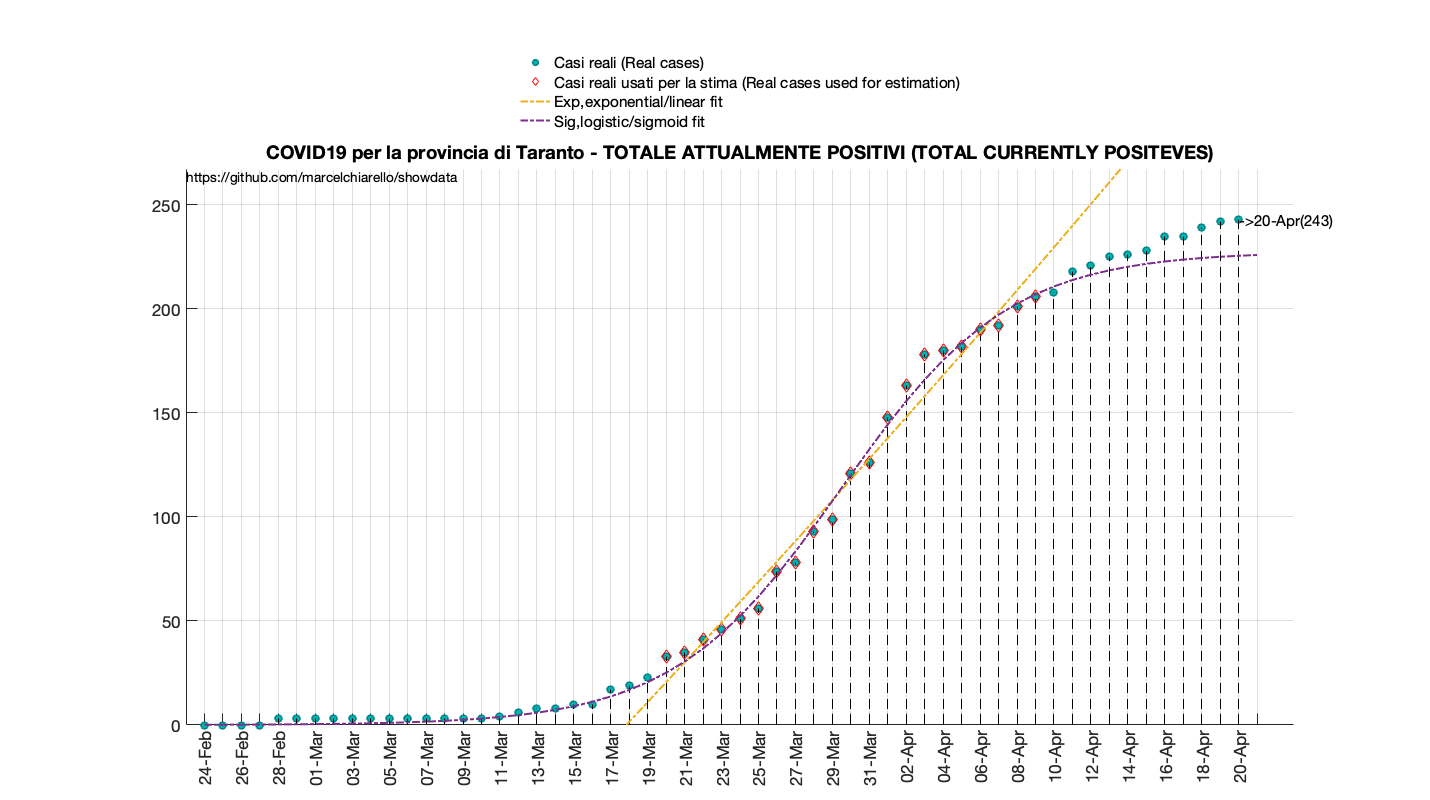 Casi reali (Real cases)
Casi reali usati per la stima (Real cases used for estimation)
Exp,exponential/linear fit
Sig,logistic/sigmoid fit
COVID19 per la provincia di Taranto - TOTALE ATTUALMENTE POSITIVI (TOTAL CURRENTLY POSITEVES)
https://github.com/marcelchiarello/showdata
250
->20-Apr(243)
200
150
100
50
0
24-Feb
26-Feb
28-Feb
01-Mar
03-Mar
05-Mar
07-Mar
09-Mar
11-Mar
13-Mar
15-Mar
17-Mar
19-Mar
21-Mar
23-Mar
25-Mar
27-Mar
29-Mar
31-Mar
02-Apr
04-Apr
06-Apr
08-Apr
10-Apr
12-Apr
14-Apr
16-Apr
18-Apr
20-Apr